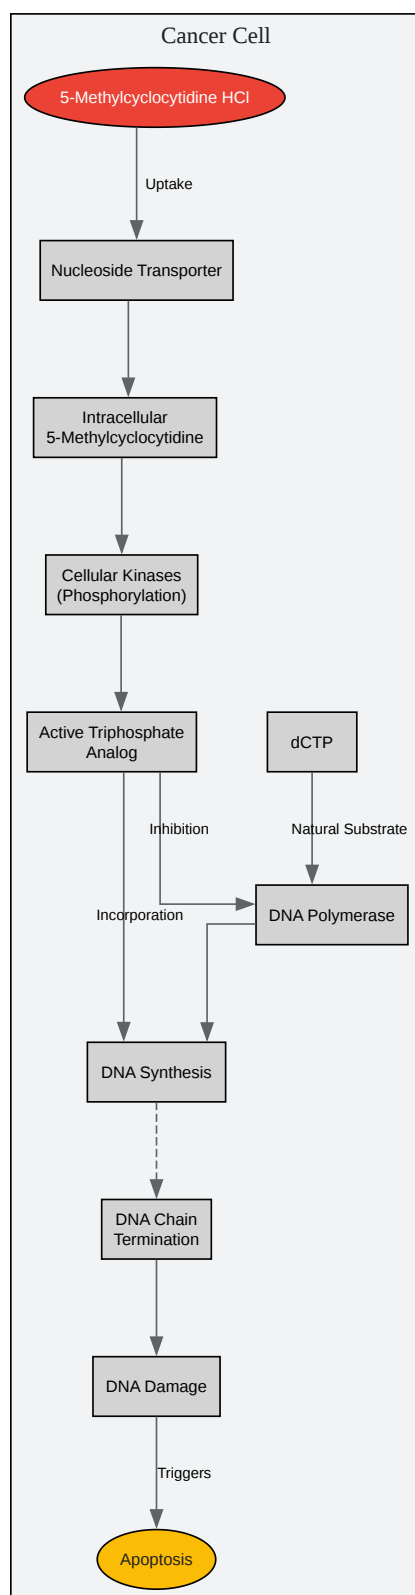 Cancer Cell
5-Methylcyclocytidine HCl
Uptake
Nucleoside Transporter
Intracellular
5-Methylcyclocytidine
Cellular Kinases
(Phosphorylation)
Active Triphosphate
Analog
dCTP
Inhibition
Natural Substrate
Incorporation
DNA Polymerase
DNA Synthesis
DNA Chain
Termination
DNA Damage
Triggers
Apoptosis